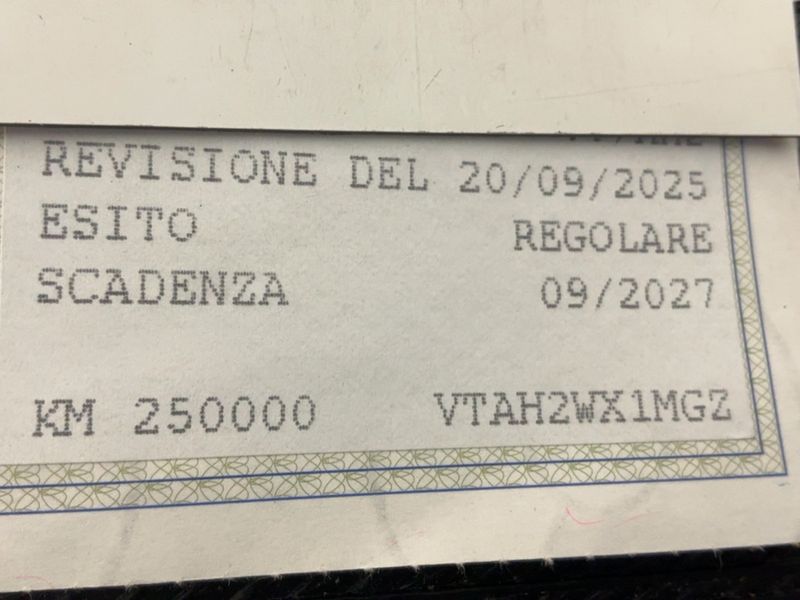 REVISIONE DEL 20/09/2025
ESITO REGOLARE
SCADENZA 09/2027
KM 250000 VTAH2WX1MGZ